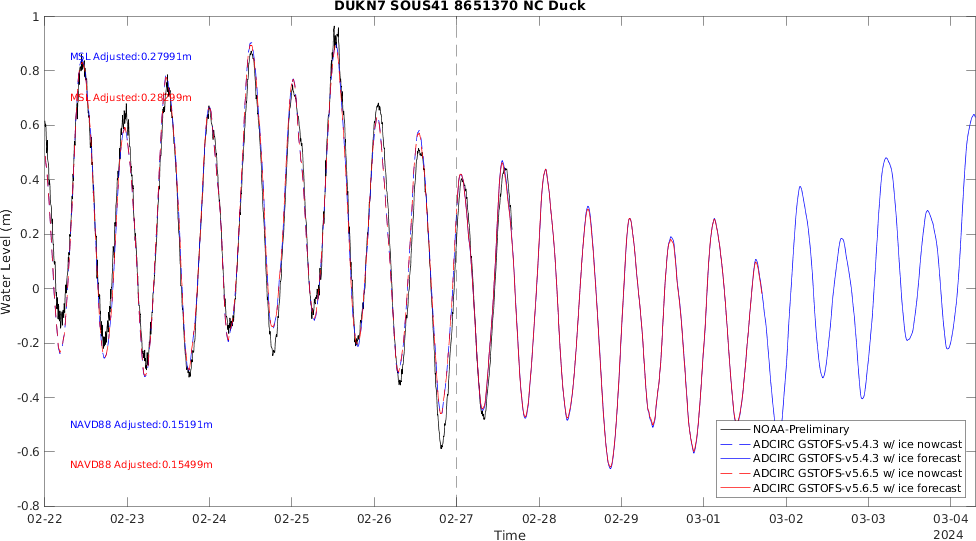 DUKN7 SOUS41 8651370 NC Duck
MSL Adjusted:0.27991m
MSL Adjusted:0.28299m
NAVD88 Adjusted:0.15191m
NAVD88 Adjusted:0.15499m
Water Level (m)
1
0.8
0.6
0.4
0.2
0
-0.2
-0.4
-0.6
-0.8
NOAA-Preliminary
ADCIRC GSTOFS-v5.4.3 w/ ice nowcast
ADCIRC GSTOFS-v5.4.3 w/ ice forecast
ADCIRC GSTOFS-v5.6.5 w/ ice nowcast
ADCIRC GSTOFS-v5.6.5 w/ ice forecast
02-22 02-23 02-24 02-25 02-26 02-27 02-28 02-29 03-01 03-02 03-03 03-04
Time
2024